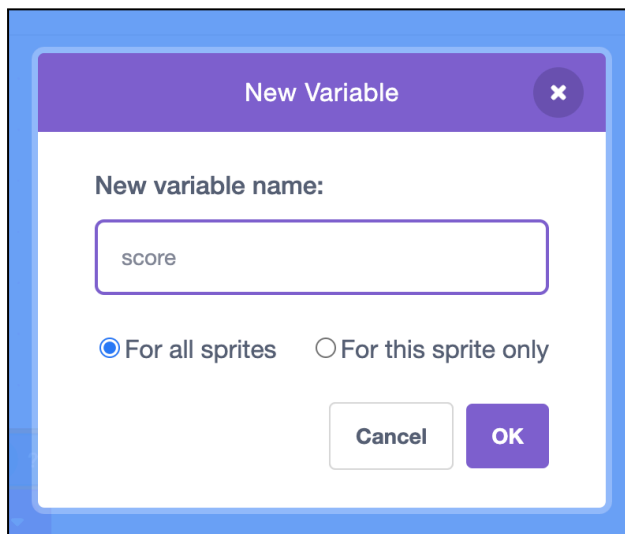 New Variable
New variable name:
score
For all sprites For this sprite only
Cancel OK